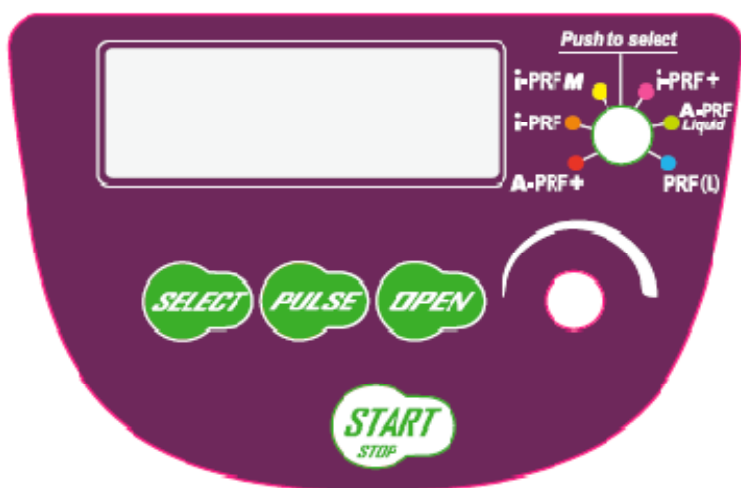 Push to select
i-PRF M
i-PRF+
i-PRF
A-PRF
Liquid
A-PRF+
PRF(L)
SELECT
PULSE
OPEN
START
STOP